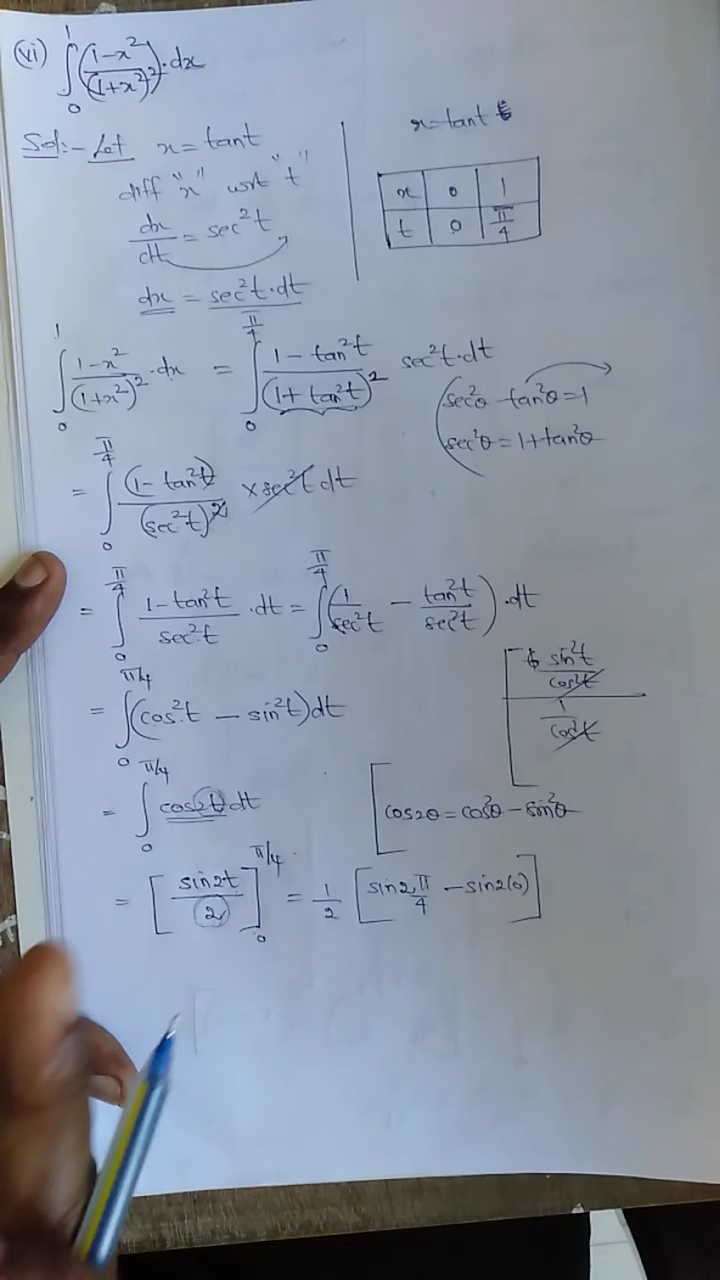 (vi) ∫₀¹ (1-x²)/(1+x²)² · dx
Sol:- Let x = tant
diff "x" wrt "t"
dx/dt = sec²t
dx = sec²t·dt
x = tant
x 0 1
t 0 π/4
∫₀¹ (1-x²)/(1+x²)² · dx = ∫₀^(π/4) (1-tan²t)/(1+tan²t)² sec²t·dt
(sec²θ - tan²θ = 1
sec²θ = 1+tan²θ
= ∫₀^(π/4) (1-tan²t)/(sec²t)² × sec²t dt
= ∫₀^(π/4) (1-tan²t)/sec²t · dt = ∫₀^(π/4) (1/sec²t - tan²t/sec²t) · dt
= ∫₀^(π/4) (cos²t - sin²t) dt
[ (sin²t/cos²t)/(1/cos²t)
= ∫₀^(π/4) cos2t dt
[cos2θ = cos²θ - sin²θ
= [sin2t/2]₀^(π/4) = 1/2 [sin2·π/4 - sin2(0)]